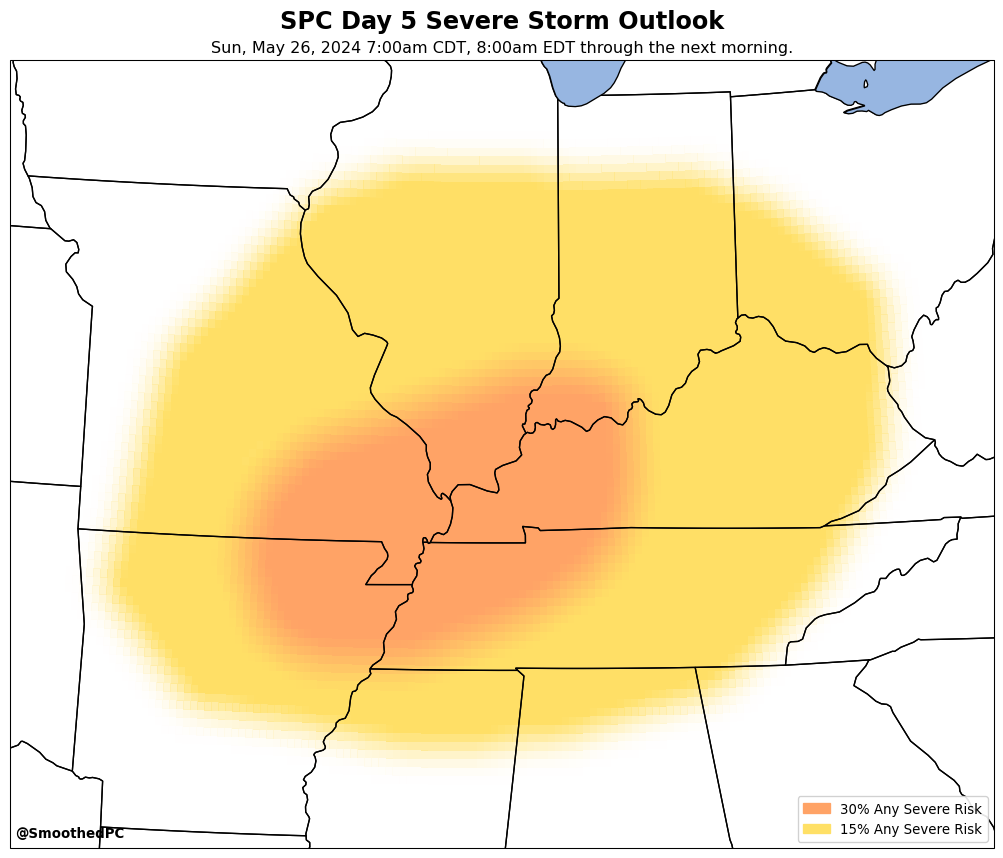 SPC Day 5 Severe Storm Outlook
Sun, May 26, 2024 7:00am CDT, 8:00am EDT through the next morning.
30% Any Severe Risk
15% Any Severe Risk
@SmoothedPC